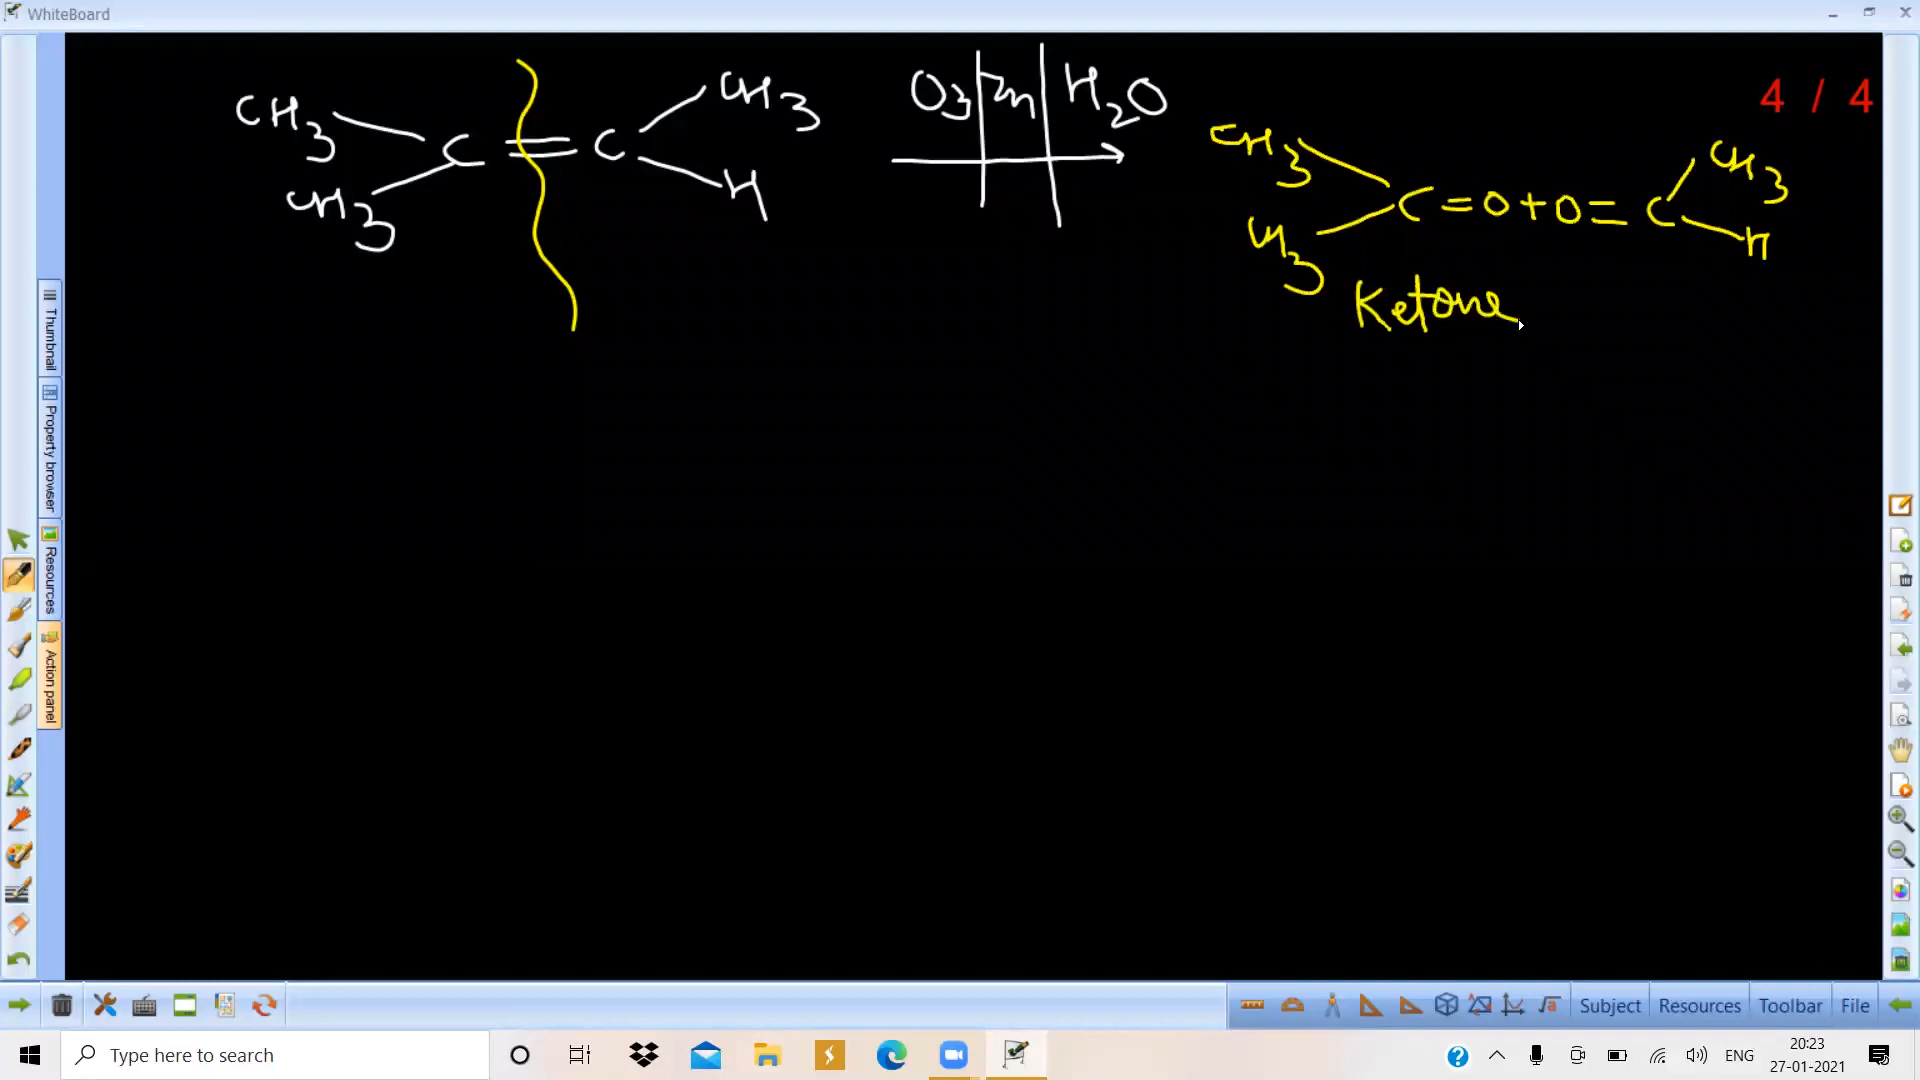 WhiteBoard
CH3 C = C CH3
CH3 H
O3 Zn H2O
4 / 4
CH3 C = O + O = C CH3
CH3 H
Ketone
Thumbnail
Property browser
Resources
Action panel
Subject Resources Toolbar File
Type here to search
ENG
20:23
27-01-2021